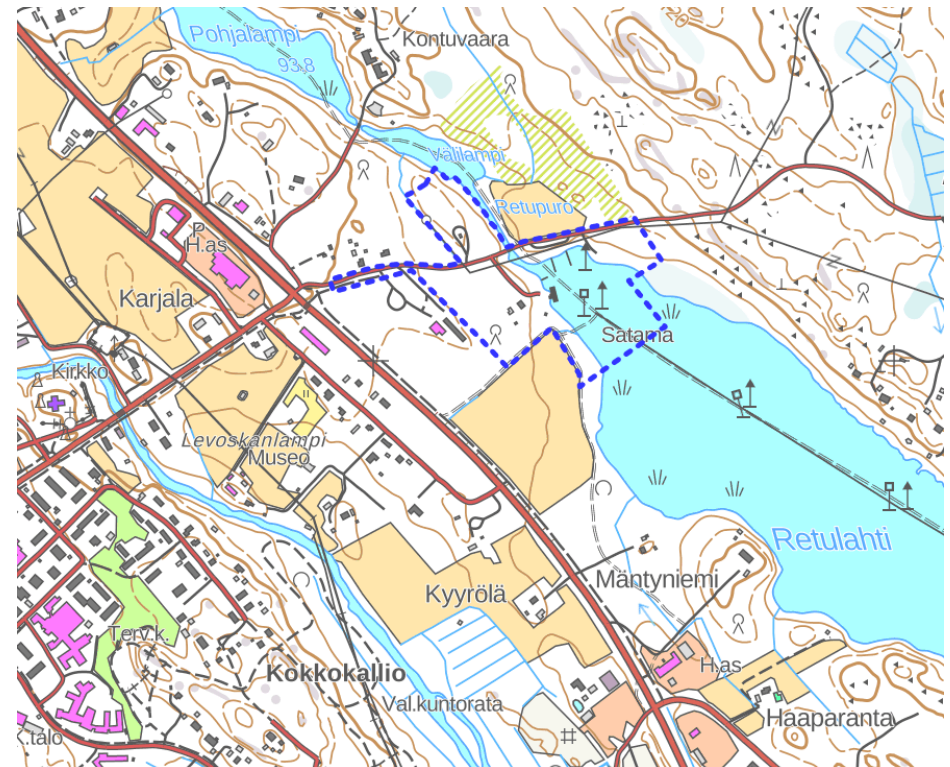 Pohjalampi
93.8
Kontuvaara
Välilampi
Retupuro
P
H.as
Karjala
Satama
Kirkko
Levoskanlampi
Museo
Retulahti
Mäntyniemi
Kyyrölä
Terv.k.
Kokkokallio
H.as
Val.kuntorata
Haaparanta
K.talo